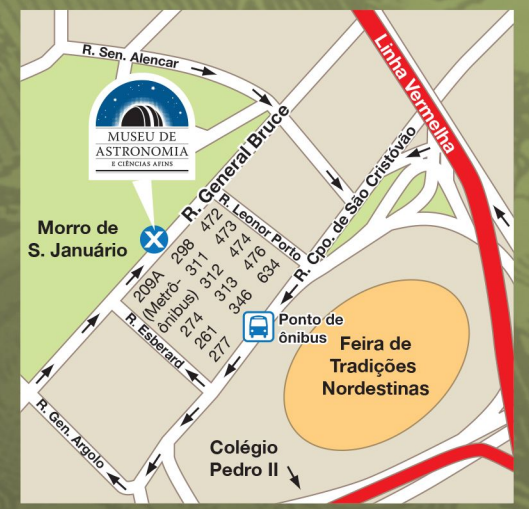 R. Sen. Alencar
Linha Vermelha
MUSEU DE
ASTRONOMIA
E CIÊNCIAS AFINS
R. General Bruce
R. Cpo. de São Cristóvão
R. Leonor Porto
Morro de
S. Januário
209A 298 472
(Metrô- 311 473
ônibus) 312 474
274 313 476
261 346 634
277
R. Esberard
Ponto de
ônibus
Feira de
Tradições
Nordestinas
R. Gen. Argolo
Colégio
Pedro II